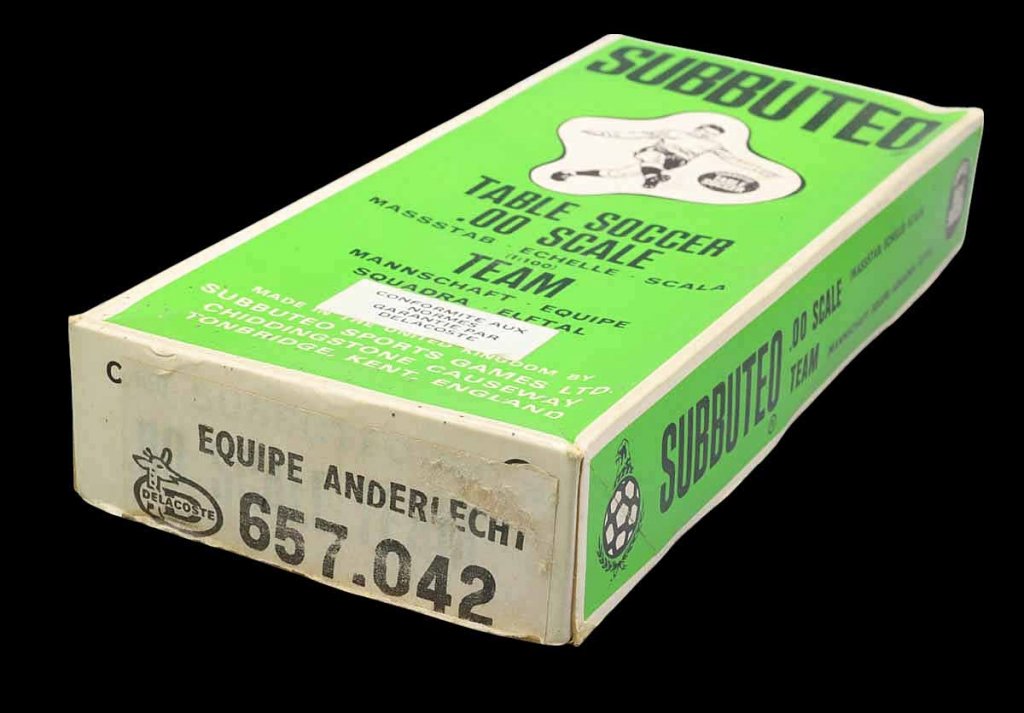 SUBBUTEO
TABLE SOCCER
.00 SCALE
(1:100)
MASSSTAB ECHELLE SCALA
TEAM
MANNSCHAFT EQUIPE
SQUADRA ELFTAL
CONFORMITE AUX
NORMES
GARANTIE PAR
DELACOSTE
MADE IN THE UNITED KINGDOM BY
SUBBUTEO SPORTS GAMES LTD.
CHIDDINGSTONE CAUSEWAY
TONBRIDGE, KENT, ENGLAND
C
EQUIPE ANDERLECHT
DELACOSTE
657.042
SUBBUTEO ®
.00 SCALE
TEAM